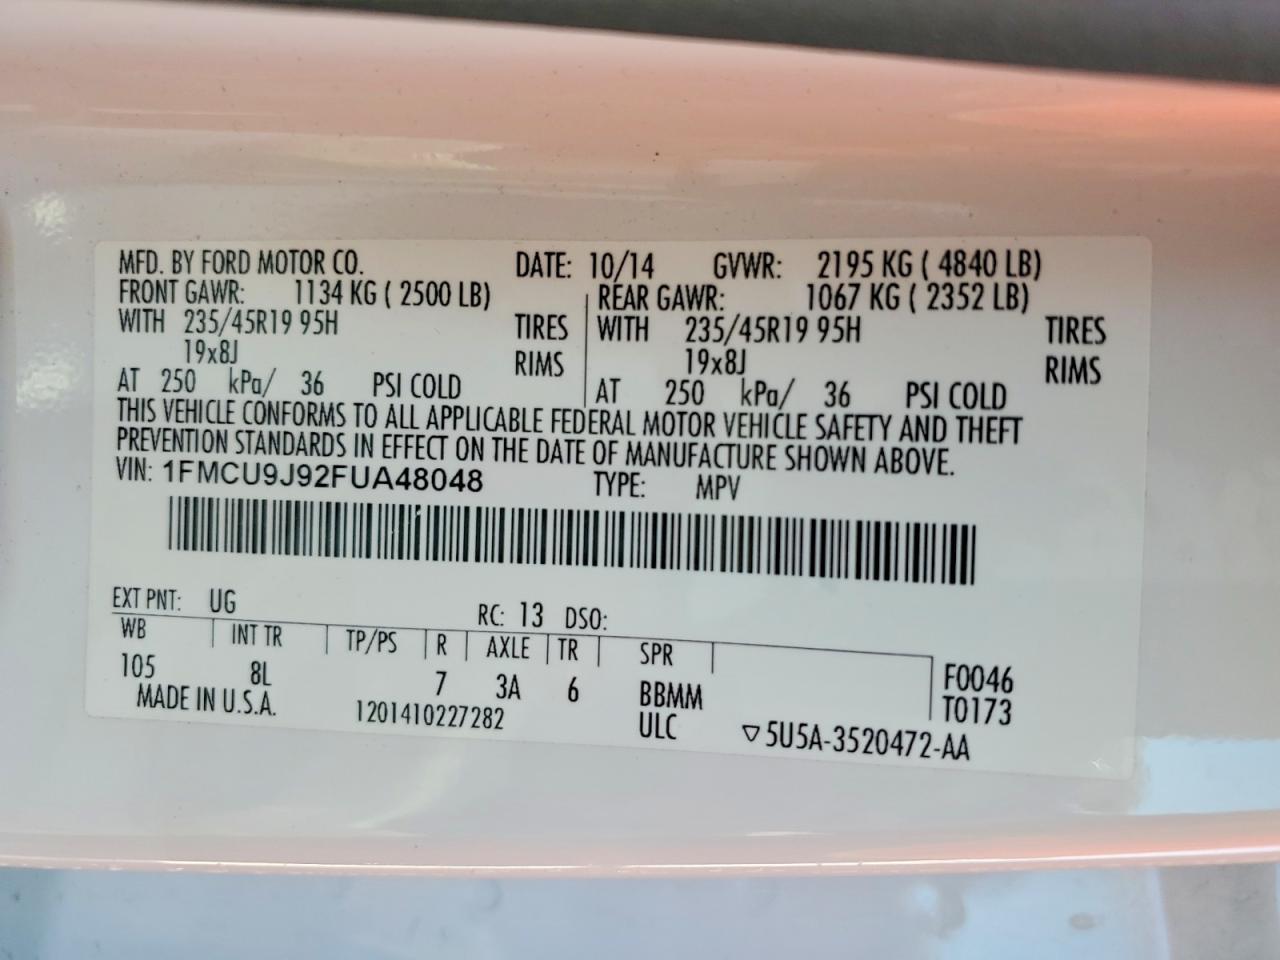 MFD. BY FORD MOTOR CO. DATE: 10/14 GVWR: 2195 KG ( 4840 LB)
FRONT GAWR: 1134 KG ( 2500 LB) REAR GAWR: 1067 KG ( 2352 LB)
WITH 235/45R19 95H TIRES WITH 235/45R19 95H TIRES
19x8J RIMS 19x8J RIMS
AT 250 kPa/ 36 PSI COLD AT 250 kPa/ 36 PSI COLD
THIS VEHICLE CONFORMS TO ALL APPLICABLE FEDERAL MOTOR VEHICLE SAFETY AND THEFT
PREVENTION STANDARDS IN EFFECT ON THE DATE OF MANUFACTURE SHOWN ABOVE.
VIN: 1FMCU9J92FUA48048 TYPE: MPV
EXT PNT: UG RC: 13 DSO:
WB INT TR TP/PS R AXLE TR SPR
105 8L 7 3A 6 BBMM F0046
MADE IN U.S.A. 1201410227282 ULC T0173
▽5U5A-3520472-AA